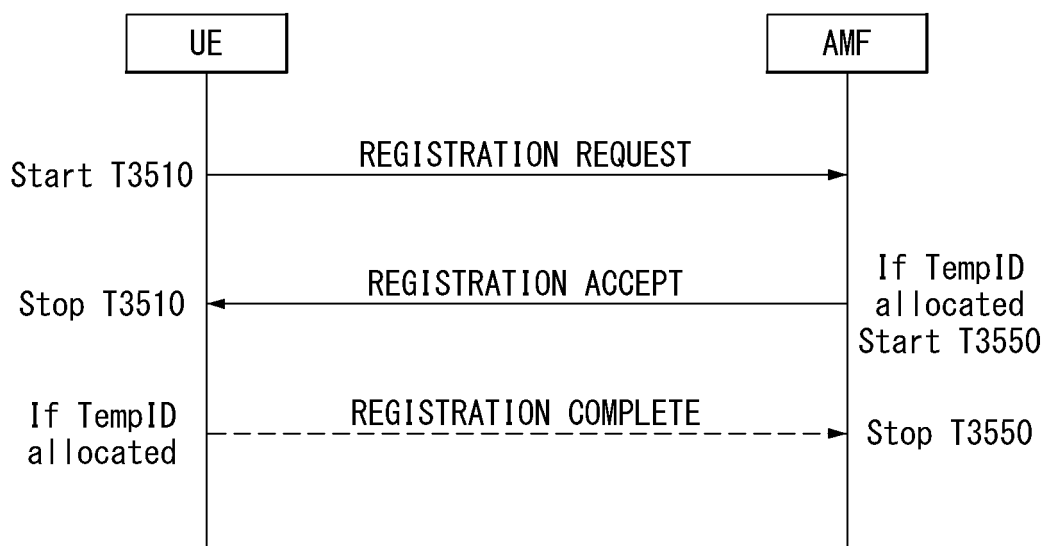 UE
AMF
REGISTRATION REQUEST
Start T3510
REGISTRATION ACCEPT
Stop T3510
If TempID
allocated
Start T3550
REGISTRATION COMPLETE
If TempID
allocated
Stop T3550